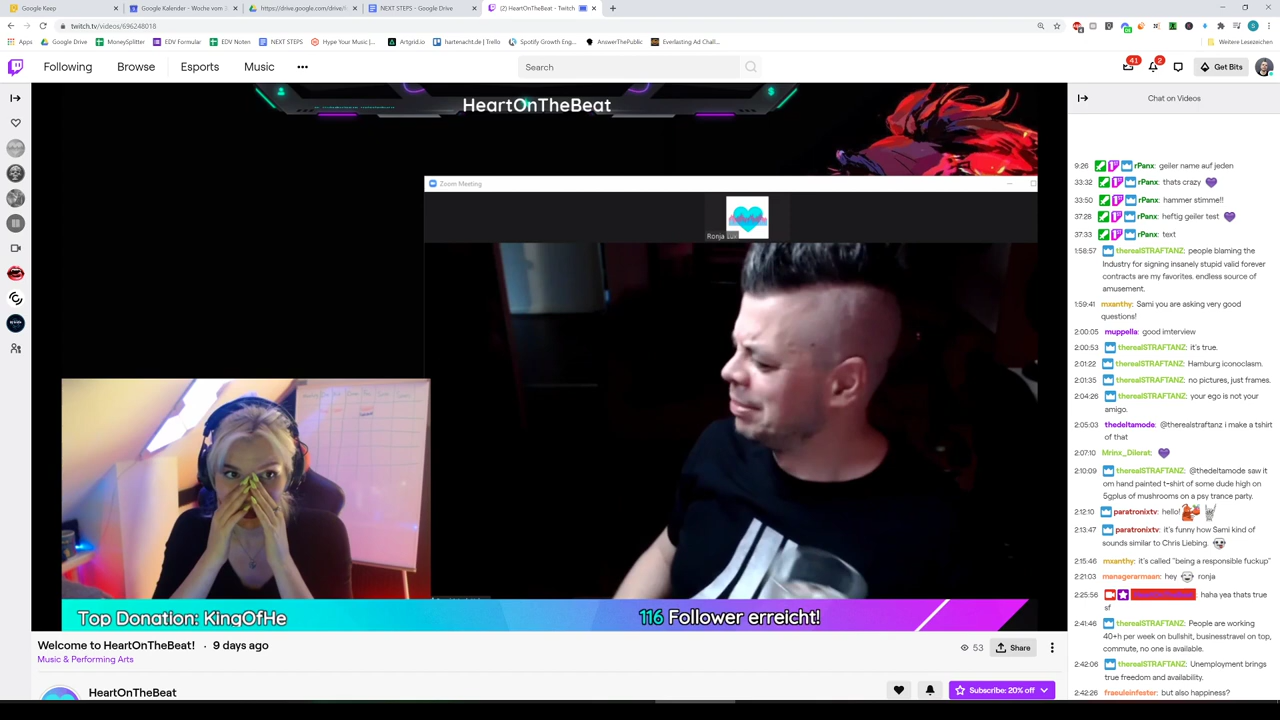 Google Keep
Google Kalender - Woche vom
https://drive.google.com/drive/
NEXT STEPS - Google Drive
(2) HeartOnTheBeat - Twitch
twitch.tv/videos/696248018
Apps
Google Drive
MoneySplitter
EDV Formular
EDV Noten
NEXT STEPS
Hype Your Music |...
Artgrid.io
hartenacht.de | Trello
Spotify Growth Eng...
AnswerThePublic
Everlasting Ad Chall...
Weitere Lesezeichen
Following
Browse
Esports
Music
Search
41
2
Get Bits
HeartOnTheBeat
Zoom Meeting
Ronja Lux
Top Donation: KingOfHe
116 Follower erreicht!
Welcome to HeartOnTheBeat! · 9 days ago
Music & Performing Arts
53
Share
HeartOnTheBeat
Subscribe: 20% off
Chat on Videos
9:26 rPanx: geiler name auf jeden
33:32 rPanx: thats crazy
33:50 rPanx: hammer stimme!!
37:28 rPanx: heftig geiler test
37:33 rPanx: text
1:58:57 therealSTRAFTANZ: people blaming the
Industry for signing insanely stupid valid forever
contracts are my favorites. endless source of
amusement.
1:59:41 mxanthy: Sami you are asking very good
questions!
2:00:05 muppella: good imterview
2:00:53 therealSTRAFTANZ: it's true.
2:01:22 therealSTRAFTANZ: Hamburg iconoclasm.
2:01:35 therealSTRAFTANZ: no pictures, just frames.
2:04:26 therealSTRAFTANZ: your ego is not your
amigo.
2:05:03 thedeltamode: @therealstraftanz i make a tshirt
of that
2:07:10 Mrinx_Dilerat:
2:10:09 therealSTRAFTANZ: @thedeltamode saw it
om hand painted t-shirt of some dude high on
5gplus of mushrooms on a psy trance party.
2:12:10 paratronixtv: hello!
2:13:47 paratronixtv: it's funny how Sami kind of
sounds similar to Chris Liebing.
2:15:46 mxanthy: it's called "being a responsible fuckup"
2:21:03 managerarmaan: hey ronja
2:25:56 haha yea thats true
sf
2:41:46 therealSTRAFTANZ: People are working
40+h per week on bullshit, businesstravel on top,
commute, no one is available.
2:42:06 therealSTRAFTANZ: Unemployment brings
true freedom and availability.
2:42:26 fraeuleinfester: but also happiness?